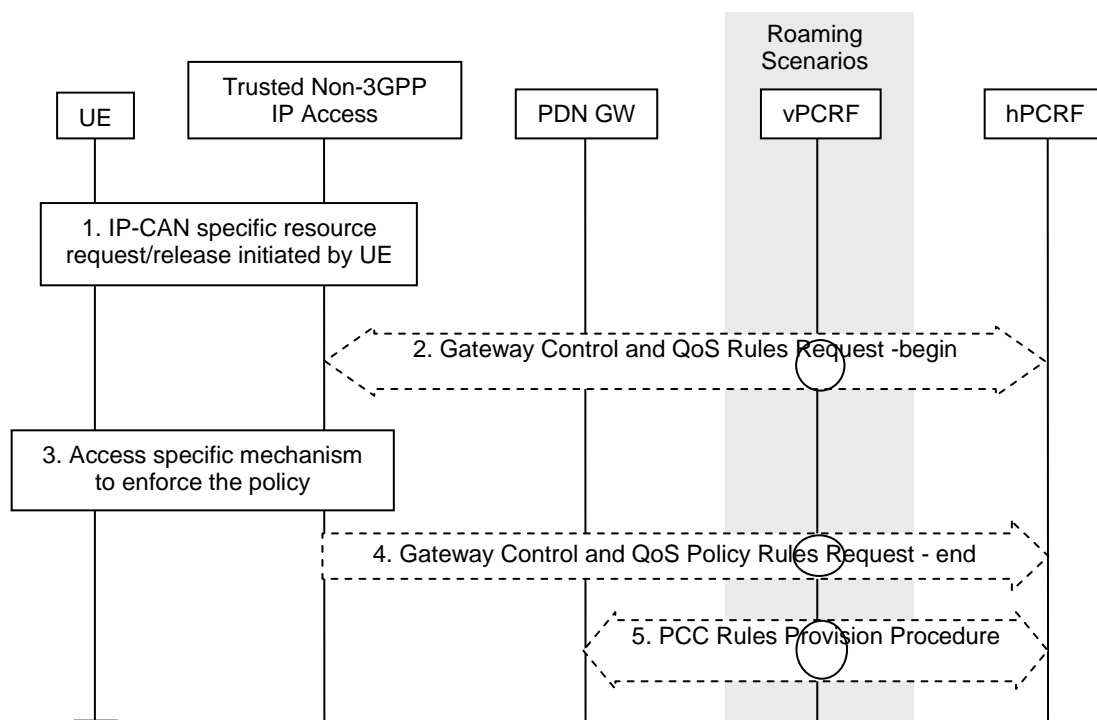 Roaming
Scenarios
UE
Trusted Non-3GPP
IP Access
PDN GW
vPCRF
hPCRF
1. IP-CAN specific resource
request/release initiated by UE
2. Gateway Control and QoS Rules Request -begin
3. Access specific mechanism
to enforce the policy
4. Gateway Control and QoS Policy Rules Request - end
5. PCC Rules Provision Procedure